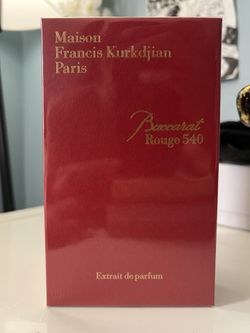 Maison
Francis Kurkdjian
Paris
Baccarat
Rouge 540
Extrait de parfum